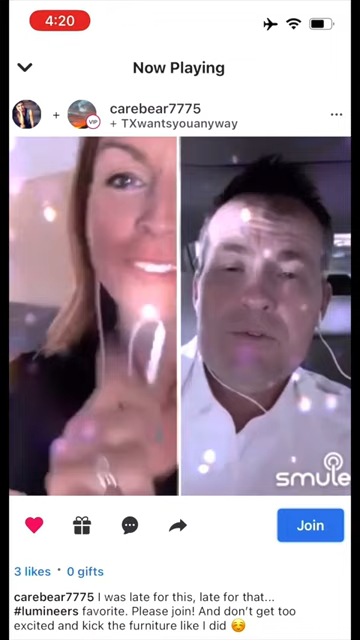 4:20
Now Playing
carebear7775
+
VIP
+ TXwantsyouanyway
smule
Join
3 likes · 0 gifts
carebear7775 I was late for this, late for that...
#lumineers favorite. Please join! And don't get too
excited and kick the furniture like I did ☺️